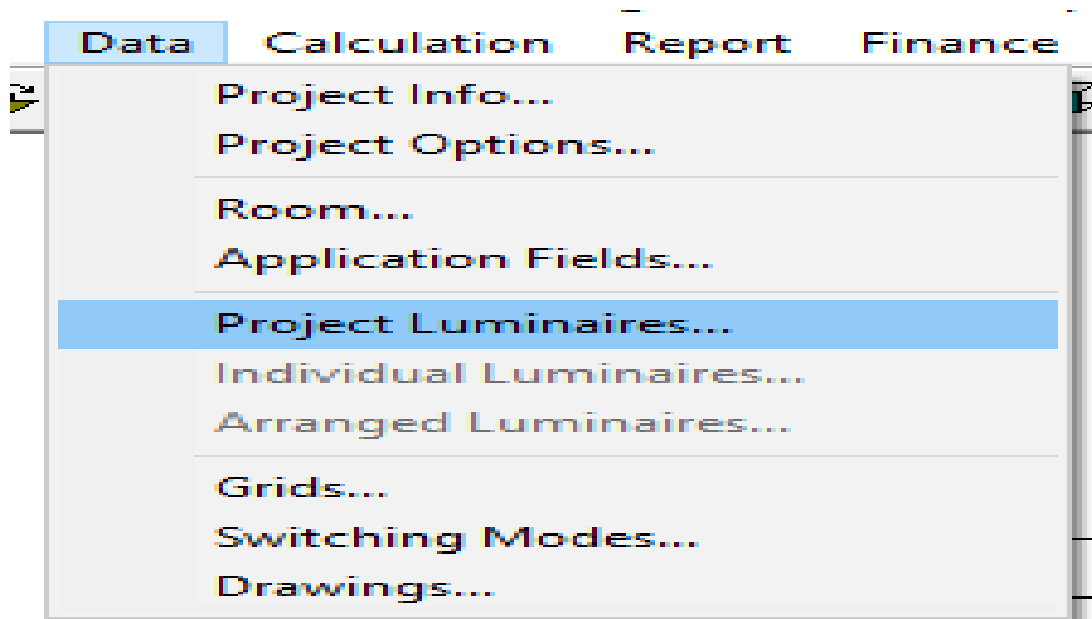 Data Calculation Report Finance
Project Info...
Project Options...
Room...
Application Fields...
Project Luminaires...
Individual Luminaires...
Arranged Luminaires...
Grids...
Switching Modes...
Drawings...